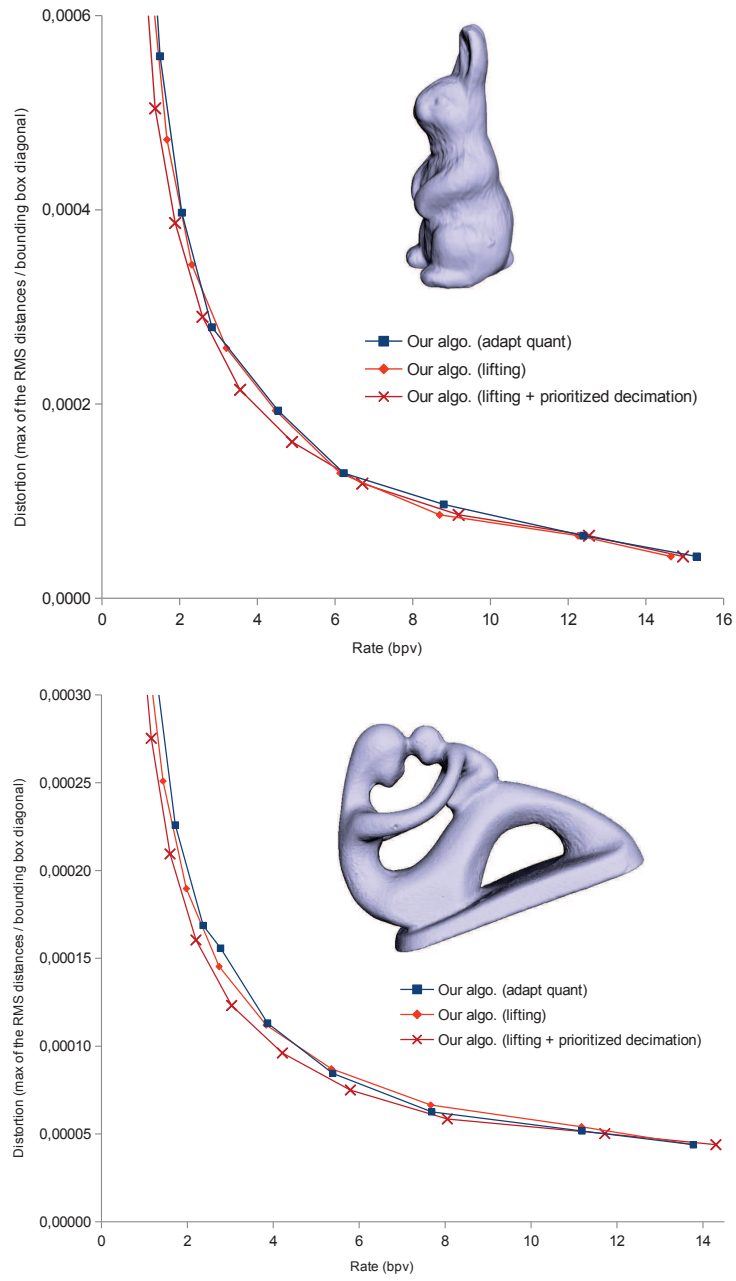 0,0006
0,0004
0,0002
0,0000
Distortion (max of the RMS distances / bounding box diagonal)
Our algo. (adapt quant)
Our algo. (lifting)
Our algo. (lifting + prioritized decimation)
0 2 4 6 8 10 12 14 16
Rate (bpv)
0,00030
0,00025
0,00020
0,00015
0,00010
0,00005
0,00000
Distortion (max of the RMS distances / bounding box diagonal)
Our algo. (adapt quant)
Our algo. (lifting)
Our algo. (lifting + prioritized decimation)
0 2 4 6 8 10 12 14
Rate (bpv)